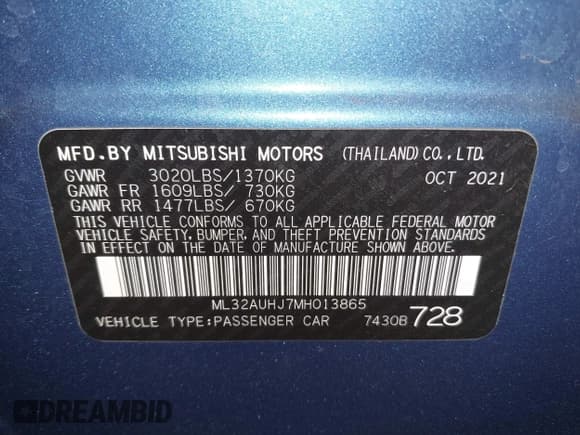 MFD. BY MITSUBISHI MOTORS (THAILAND) CO., LTD.
GVWR 3020LBS/1370KG OCT 2021
GAWR FR 1609LBS/ 730KG
GAWR RR 1477LBS/ 670KG
THIS VEHICLE CONFORMS TO ALL APPLICABLE FEDERAL MOTOR
VEHICLE SAFETY, BUMPER, AND THEFT PREVENTION STANDARDS
IN EFFECT ON THE DATE OF MANUFACTURE SHOWN ABOVE.
ML32AUHJ7MH013865
VEHICLE TYPE:PASSENGER CAR 7430B 728
DREAMBID